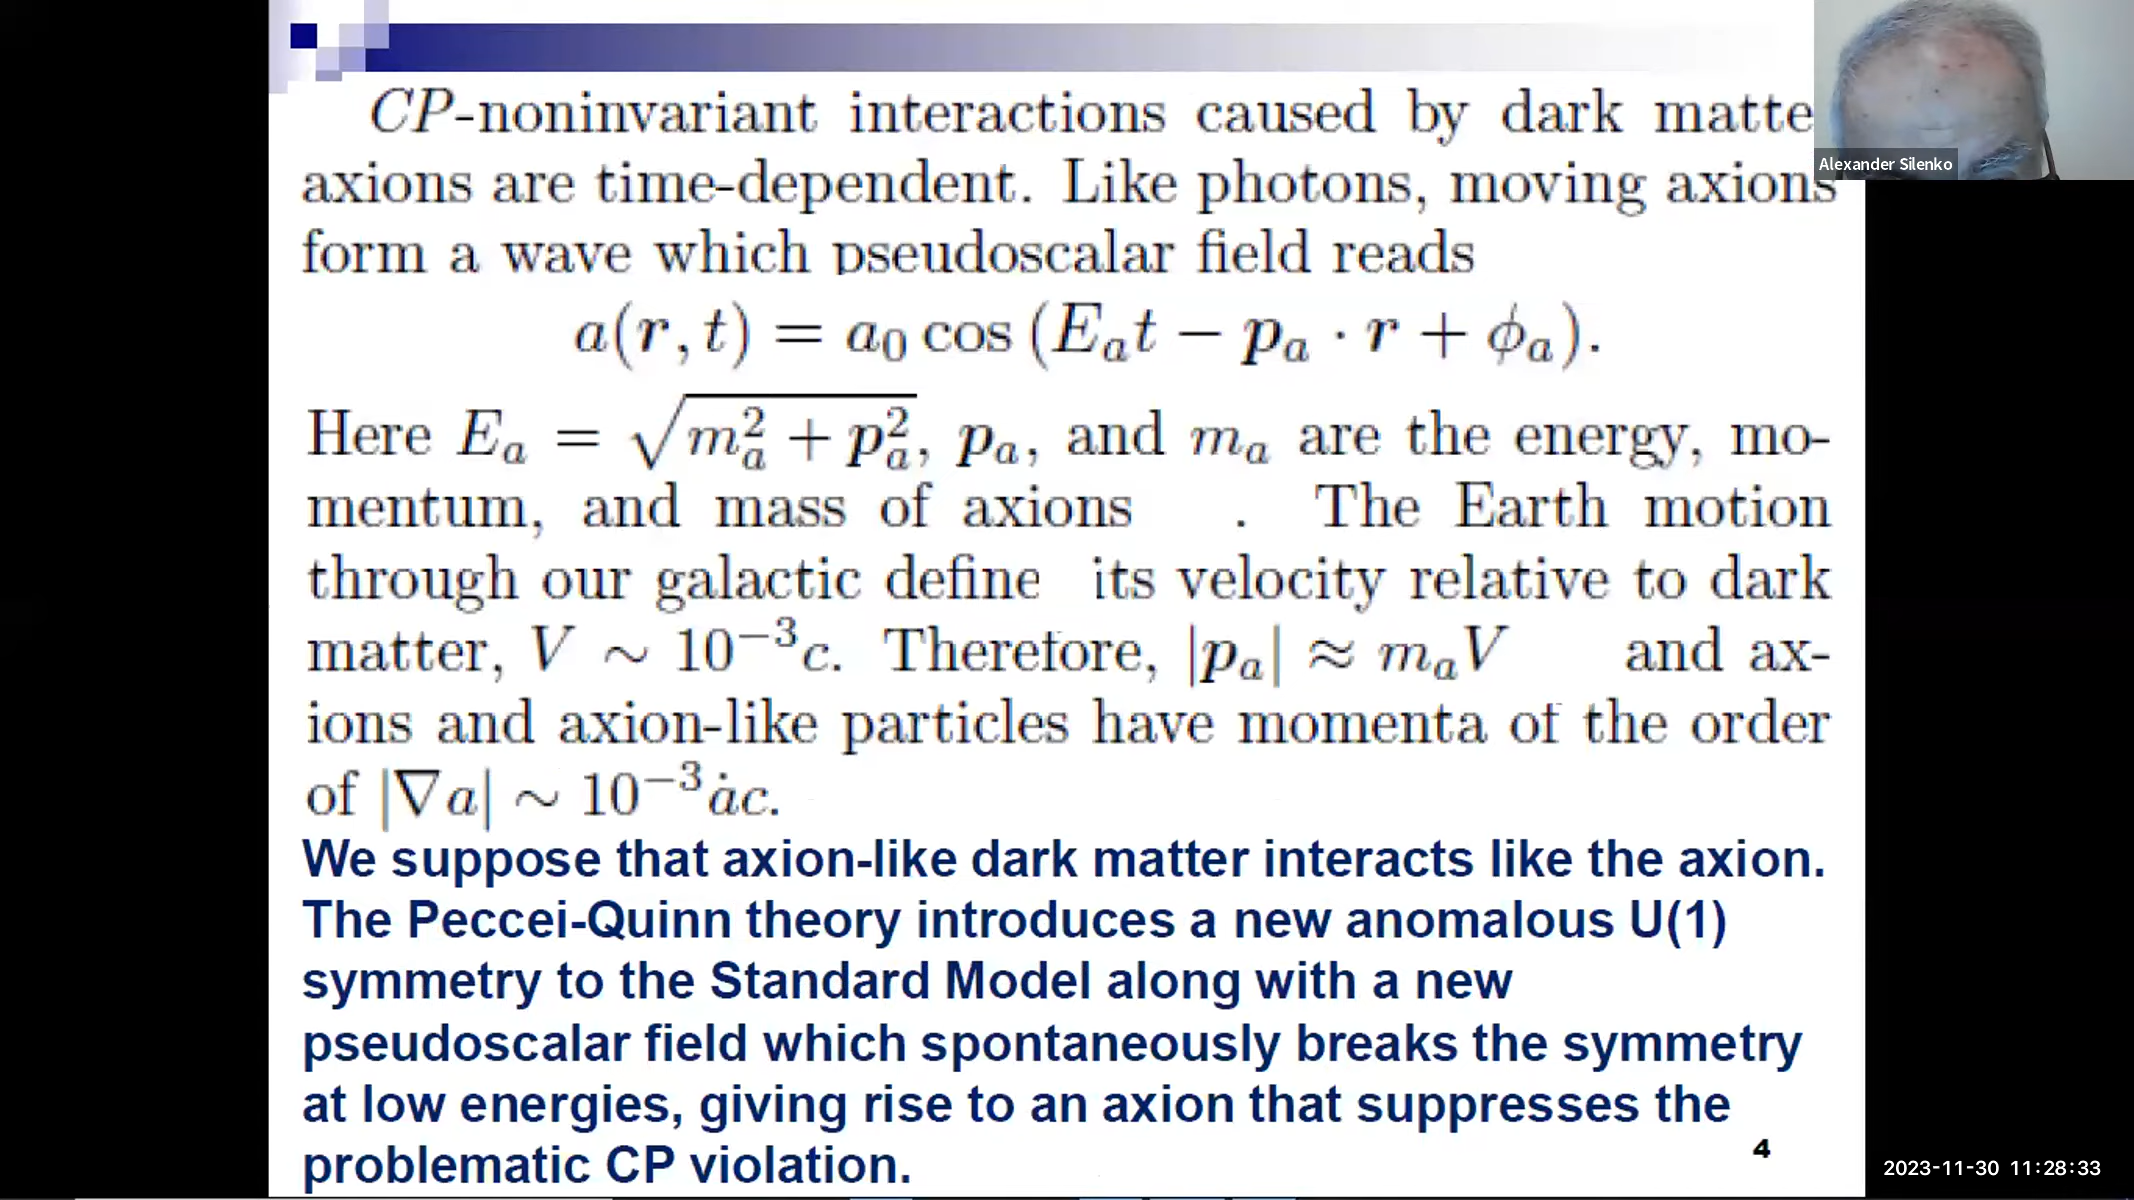 CP-noninvariant interactions caused by dark matte
axions are time-dependent. Like photons, moving axions
form a wave which pseudoscalar field reads
a(r, t) = a₀ cos (Eₐt − pₐ · r + ϕₐ).
Here Eₐ = √(mₐ² + pₐ²), pₐ, and mₐ are the energy, mo-
mentum, and mass of axions .  The Earth motion
through our galactic define its velocity relative to dark
matter, V ∼ 10⁻³c. Therefore, |pₐ| ≈ mₐV and ax-
ions and axion-like particles have momenta of the order
of |∇a| ∼ 10⁻³ȧc.
We suppose that axion-like dark matter interacts like the axion.
The Peccei-Quinn theory introduces a new anomalous U(1)
symmetry to the Standard Model along with a new
pseudoscalar field which spontaneously breaks the symmetry
at low energies, giving rise to an axion that suppresses the
problematic CP violation.
4
Alexander Silenko
2023-11-30 11:28:33